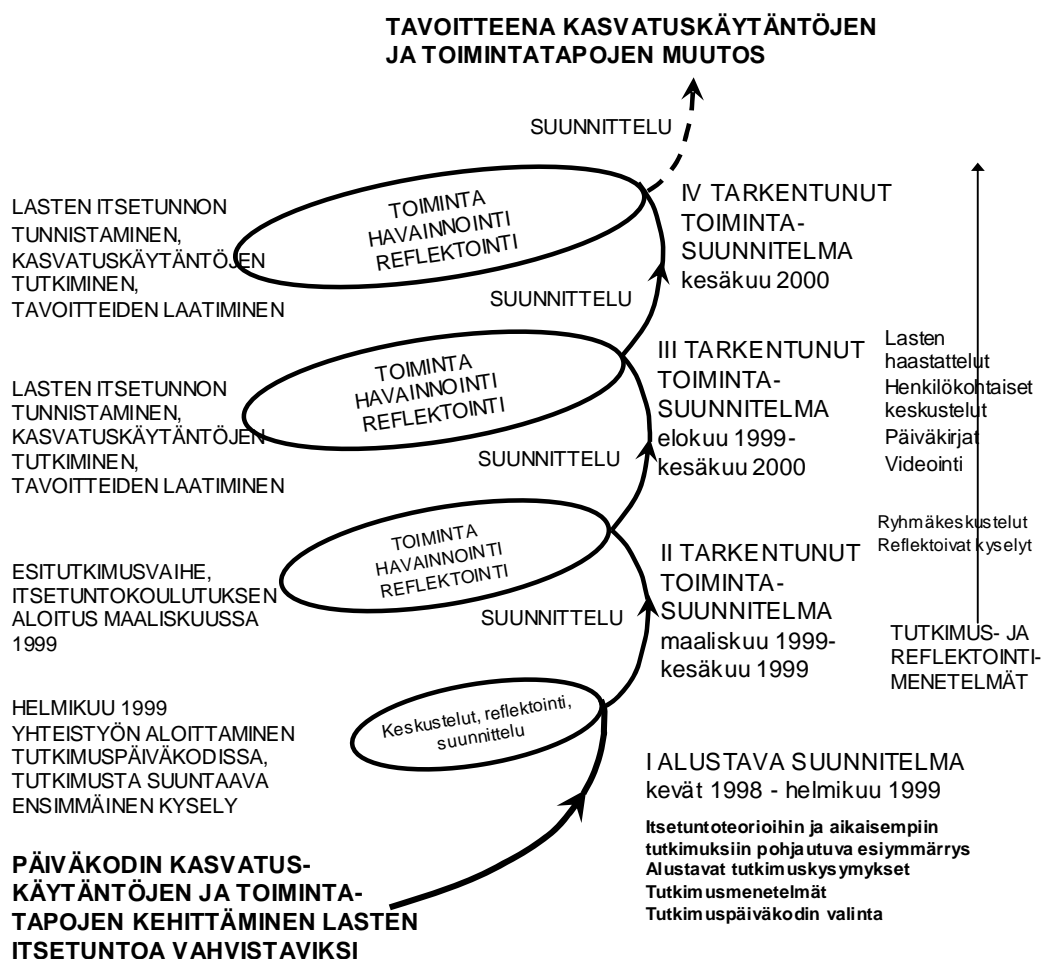 TAVOITTEENA KASVATUSKÄYTÄNTÖJEN
JA TOIMINTATAPOJEN MUUTOS
SUUNNITTELU
LASTEN ITSETUNNON
TUNNISTAMINEN,
KASVATUSKÄYTÄNTÖJEN
TUTKIMINEN,
TAVOITTEIDEN LAATIMINEN
TOIMINTA
HAVAINNOINTI
REFLEKTOINTI
IV TARKENTUNUT
TOIMINTA-
SUUNNITELMA
kesäkuu 2000
SUUNNITTELU
LASTEN ITSETUNNON
TUNNISTAMINEN,
KASVATUSKÄYTÄNTÖJEN
TUTKIMINEN,
TAVOITTEIDEN LAATIMINEN
TOIMINTA
HAVAINNOINTI
REFLEKTOINTI
III TARKENTUNUT
TOIMINTA-
SUUNNITELMA
elokuu 1999-
kesäkuu 2000
Lasten
haastattelut
Henkilökohtaiset
keskustelut
Päiväkirjat
Videointi
SUUNNITTELU
ESITUTKIMUSVAIHE,
ITSETUNTOKOULUTUKSEN
ALOITUS MAALISKUUSSA
1999
TOIMINTA
HAVAINNOINTI
REFLEKTOINTI
II TARKENTUNUT
TOIMINTA-
SUUNNITELMA
maaliskuu 1999-
kesäkuu 1999
Ryhmäkeskustelut
Reflektoivat kyselyt
SUUNNITTELU
TUTKIMUS- JA
REFLEKTOINTI-
MENETELMÄT
HELMIKUU 1999
YHTEISTYÖN ALOITTAMINEN
TUTKIMUSPÄIVÄKODISSA,
TUTKIMUSTA SUUNTAAVA
ENSIMMÄINEN KYSELY
Keskustelut, reflektointi,
suunnittelu
I ALUSTAVA SUUNNITELMA
kevät 1998 - helmikuu 1999
Itsetuntoteorioihin ja aikaisempiin
tutkimuksiin pohjautuva esiymmärrys
Alustavat tutkimuskysymykset
Tutkimusmenetelmät
Tutkimuspäiväkodin valinta
PÄIVÄKODIN KASVATUS-
KÄYTÄNTÖJEN JA TOIMINTA-
TAPOJEN KEHITTÄMINEN LASTEN
ITSETUNTOA VAHVISTAVIKSI